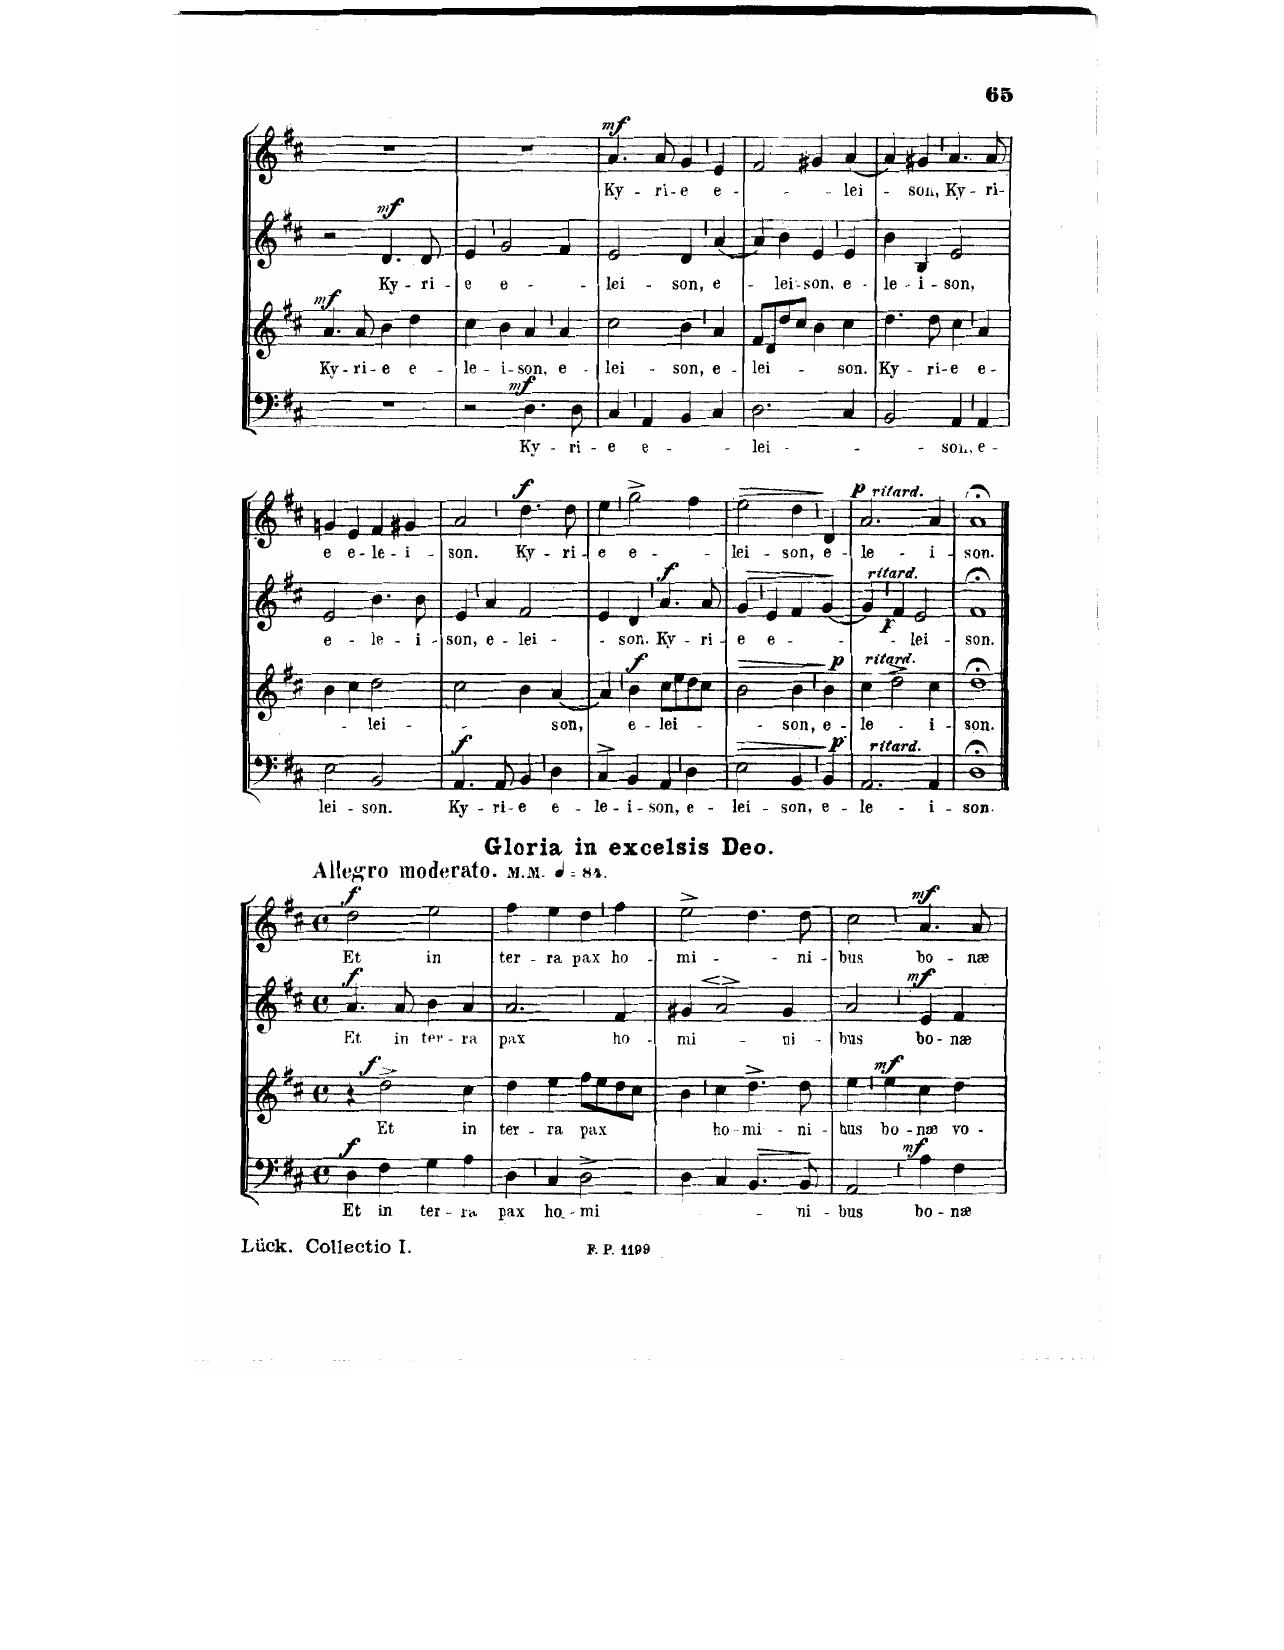 65
mf
Ky - ri - e e - - - lei - son, Ky - ri -
mf
Ky - ri - e e - - lei - son, e - lei - son, e - le - i - son,
mf
Ky - ri - e e - le - i - son, e - lei - son, e - lei - - son. Ky - ri - e e -
mf
Ky - ri - e e - - lei - - - son, e -
f p ritard.
e e - le - i - son. Ky - ri - e e - - lei - son, e - le - i - son.
f ritard. p
e - le - i - son, e - lei - - son. Ky - ri - e e - - - lei - son.
f p ritard.
- lei - - son, e - lei - - son, e - le - i - son.
f p ritard.
lei - son. Ky - ri - e e - le - i - son, e - lei - son, e - le - i - son.
Gloria in excelsis Deo.
Allegro moderato. M.M. ♩ = 84.
f mf
Et in ter - ra pax ho - mi - - ni - bus bo - næ
f mf
Et in ter - ra pax ho - mi - ni - bus bo - næ
f mf
Et in ter - ra pax ho - mi - ni - bus bo - næ vo -
f mf
Et in ter - ra pax ho - mi - ni - bus bo - næ
Lück. Collectio I. F. P. 1199